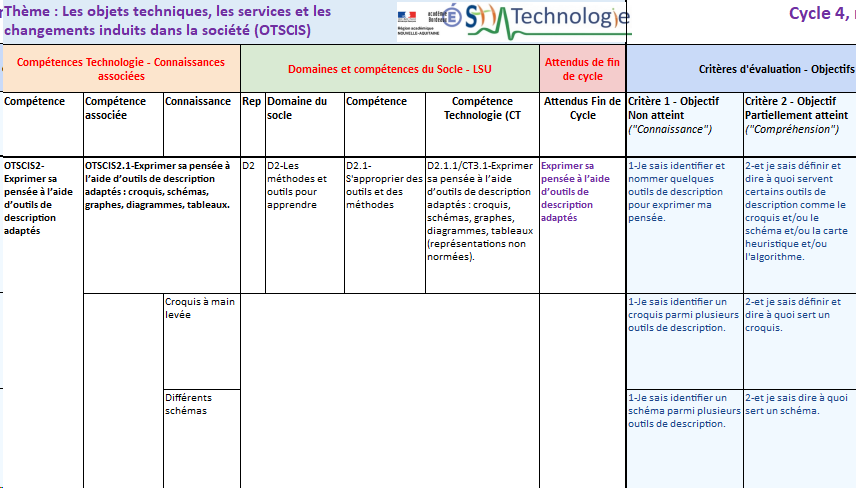 Thème : Les objets techniques, les services et les
changements induits dans la société (OTSCIS)
Région académique
NOUVELLE-AQUITAINE
académie
Bordeaux
Technologie
Cycle 4,
Compétences Technologie - Connaissances
associées
Domaines et compétences du Socle - LSU
Attendus de fin
de cycle
Critères d'évaluation - Objectifs
Compétence
Compétence
associée
Connaissance
Rep
Domaine du
socle
Compétence
Compétence
Technologie (CT
Attendus Fin de
Cycle
Critère 1 - Objectif
Non atteint
("Connaissance")
Critère 2 - Objectif
Partiellement atteint
("Compréhension")
OTSCIS2-
Exprimer sa
pensée à l'aide
d'outils de
description
adaptés
OTSCIS2.1-Exprimer sa pensée à
l'aide d'outils de description
adaptés : croquis, schémas,
graphes, diagrammes, tableaux.
D2
D2-Les
méthodes et
outils pour
apprendre
D2.1-
S'approprier des
outils et des
méthodes
D2.1.1/CT3.1-Exprimer
sa pensée à l'aide
d'outils de description
adaptés : croquis,
schémas, graphes,
diagrammes, tableaux
(représentations non
normées).
Exprimer sa
pensée à l'aide
d'outils de
description
adaptés
1-Je sais identifier et
nommer quelques
outils de description
pour exprimer ma
pensée.
2-et je sais définir et
dire à quoi servent
certains outils de
description comme le
croquis et/ou le
schéma et/ou la carte
heuristique et/ou
l'algorithme.
Croquis à main
levée
1-Je sais identifier un
croquis parmi plusieurs
outils de description.
2-et je sais définir et
dire à quoi sert un
croquis.
Différents
schémas
1-Je sais identifier un
schéma parmi plusieurs
outils de description.
2-et je sais dire à quoi
sert un schéma.